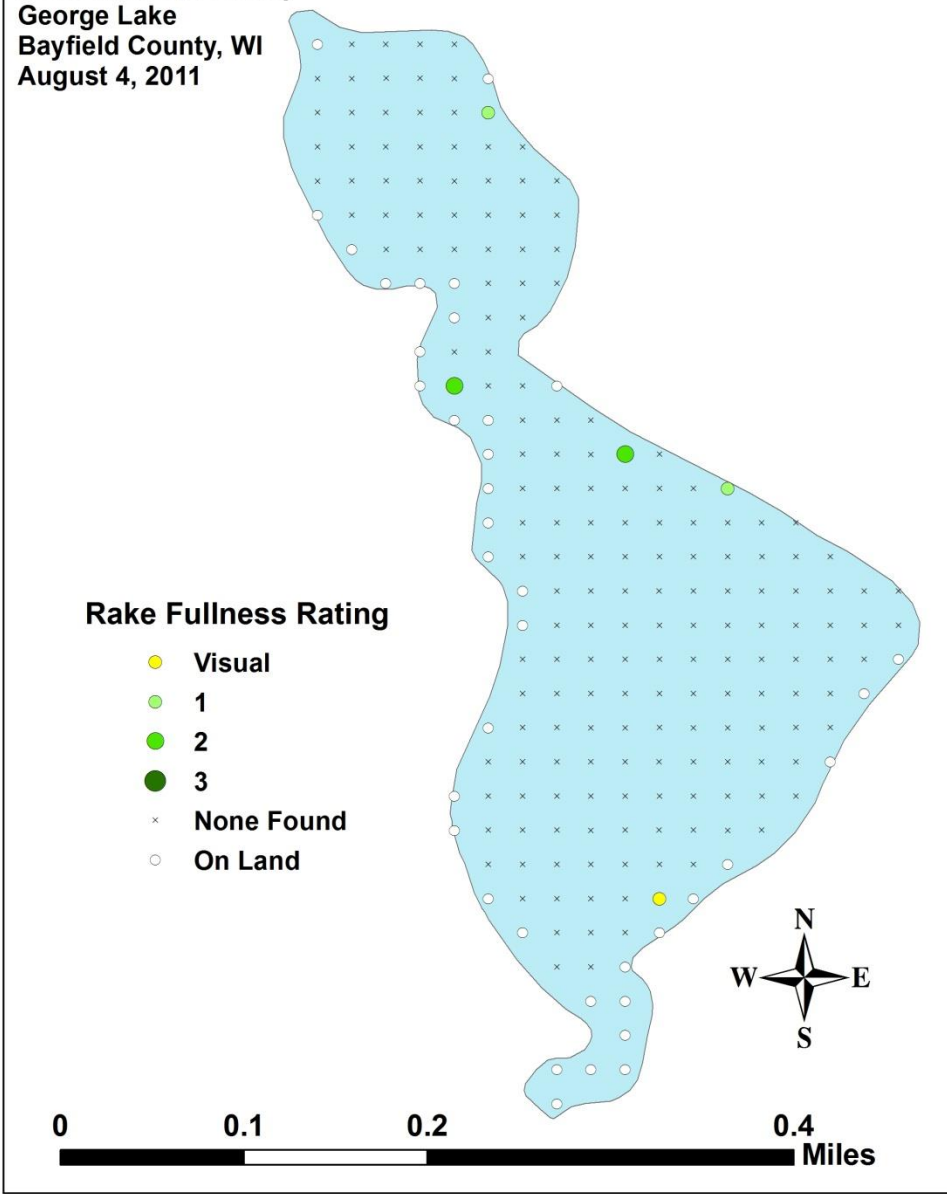 George Lake
Bayfield County, WI
August 4, 2011
Rake Fullness Rating
Visual
1
2
3
None Found
On Land
N
W E
S
0 0.1 0.2 0.4
Miles